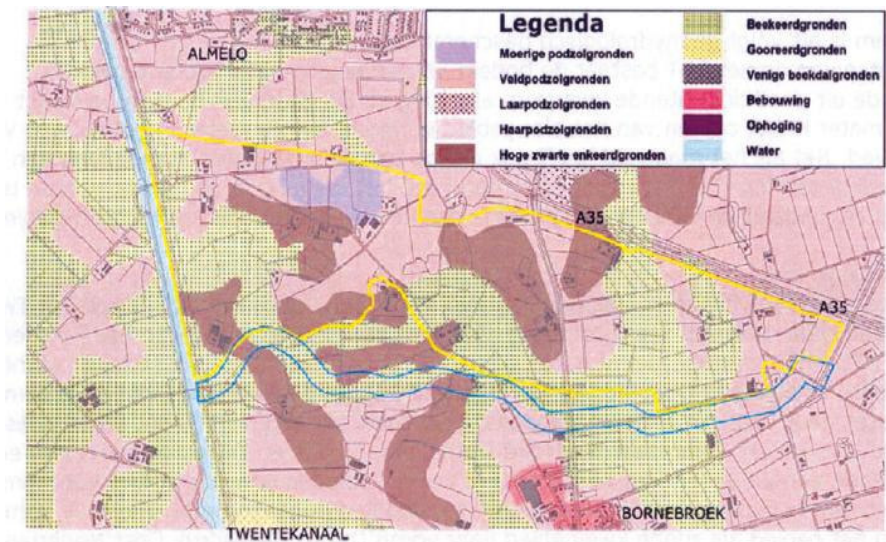 Legenda
Moerige podzolgronden
Veldpodzolgronden
Laarpodzolgronden
Haarpodzolgronden
Hoge zwarte enkeerdgronden
Beekeerdgronden
Gooreerdgronden
Venige boekdalgronden
Bebouwing
Ophoging
Water
ALMELO
A35
A35
BORNEBROEK
TWENTEKANAAL